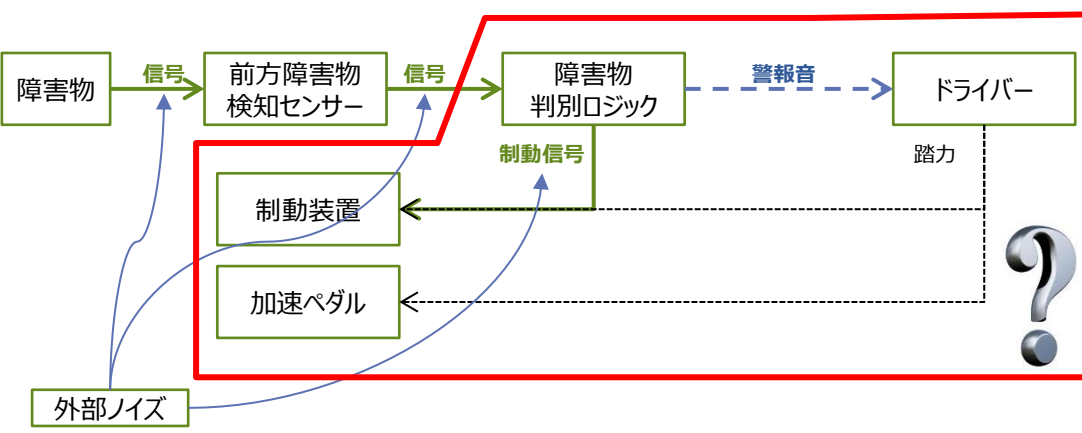 障害物
信号
前方障害物
検知センサー
信号
障害物
判別ロジック
警報音
ドライバー
制動信号
踏力
制動装置
加速ペダル
外部ノイズ